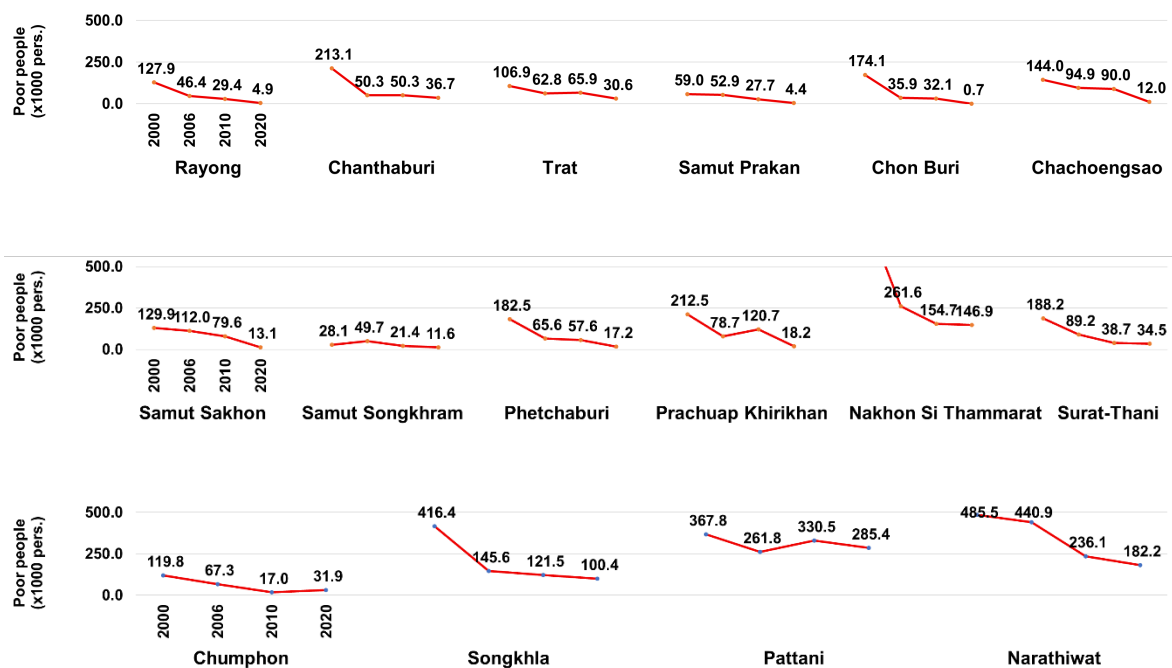 Poor people
(x1000 pers.)
500.0
250.0
0.0
127.9 46.4 29.4 4.9
213.1 50.3 50.3 36.7
106.9 62.8 65.9 30.6
59.0 52.9 27.7 4.4
174.1 35.9 32.1 0.7
144.0 94.9 90.0 12.0
2000 2006 2010 2020
Rayong Chanthaburi Trat Samut Prakan Chon Buri Chachoengsao
Poor people
(x1000 pers.)
500.0
250.0
0.0
129.9 112.0 79.6 13.1
28.1 49.7 21.4 11.6
182.5 65.6 57.6 17.2
212.5 78.7 120.7 18.2
261.6 154.7 146.9
188.2 89.2 38.7 34.5
2000 2006 2010 2020
Samut Sakhon Samut Songkhram Phetchaburi Prachuap Khirikhan Nakhon Si Thammarat Surat-Thani
Poor people
(x1000 pers.)
500.0
250.0
0.0
119.8 67.3 17.0 31.9
416.4 145.6 121.5 100.4
367.8 261.8 330.5 285.4
485.5 440.9 236.1 182.2
2000 2006 2010 2020
Chumphon Songkhla Pattani Narathiwat